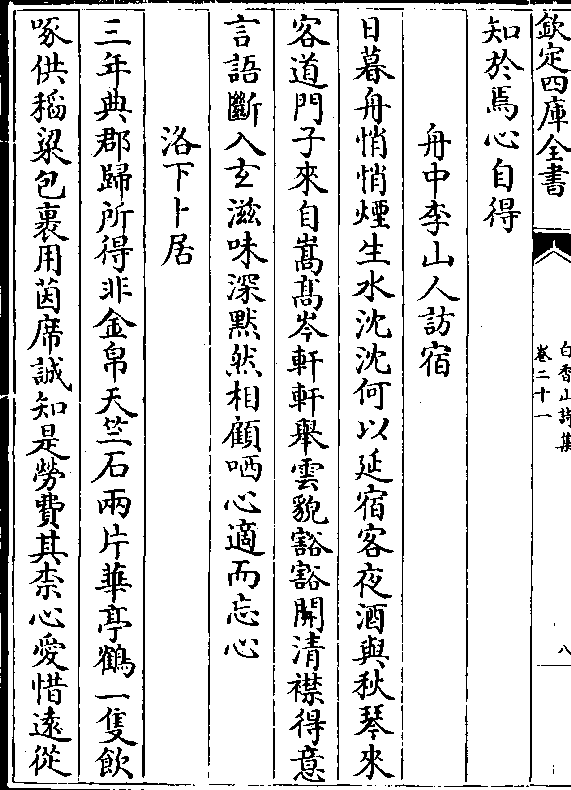 欽定四庫全書
白香山詩集
卷二十一
八
知於焉心自得
舟中李山人訪宿
日暮舟悄悄煙生水沈沈何以延宿客夜酒與秋琴來
客道門子來自嵩髙岑軒軒舉雲貌豁豁開清襟得意
言語斷入玄滋味深黙然相顧哂心適而忘心
洛下卜居
三年典郡歸所得非金帛天竺石兩片華亭鶴一隻飲
啄供稻粱包裹用茵席誠知是勞費其柰心愛惜遠從